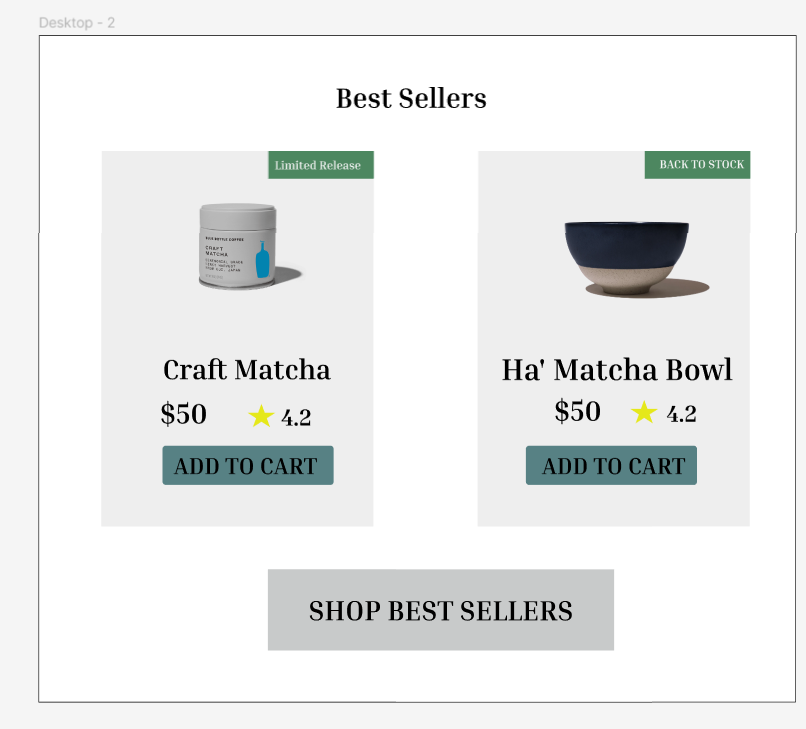 Desktop - 2
Best Sellers
Limited Release
BACK TO STOCK
BLUE BOTTLE COFFEE
CRAFT
MATCHA
Craft Matcha
Ha' Matcha Bowl
$50 ★ 4.2
$50 ★ 4.2
ADD TO CART
ADD TO CART
SHOP BEST SELLERS